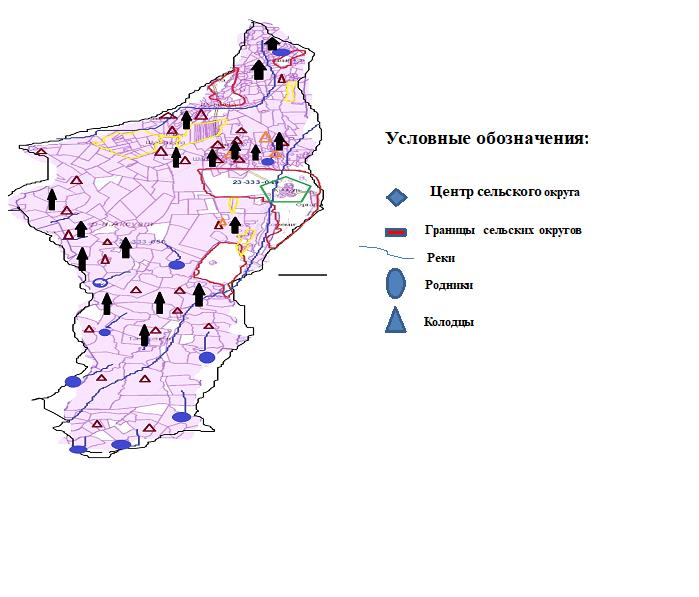 Условные обозначения:
Центр сельского округа
Границы сельских округов
Реки
Родники
Колодцы